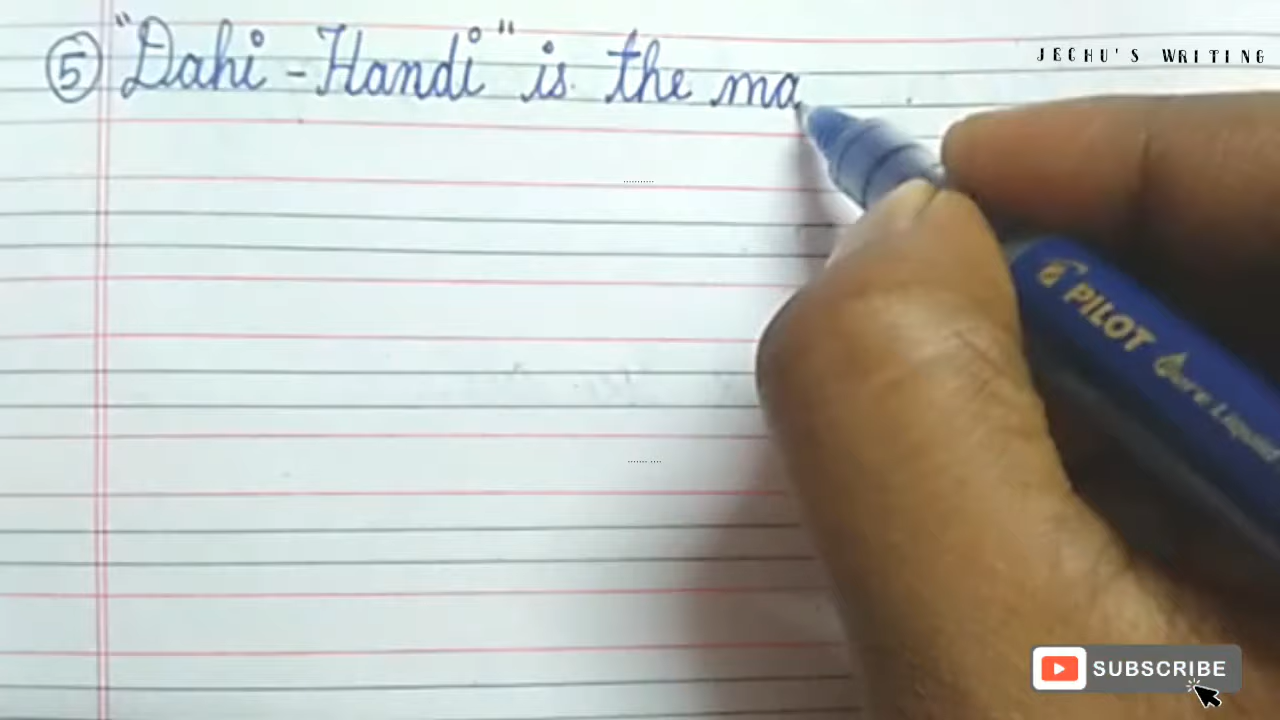 ⑤ "Dahi - Handi" is the ma
JECHU'S WRITING
PILOT
SUBSCRIBE